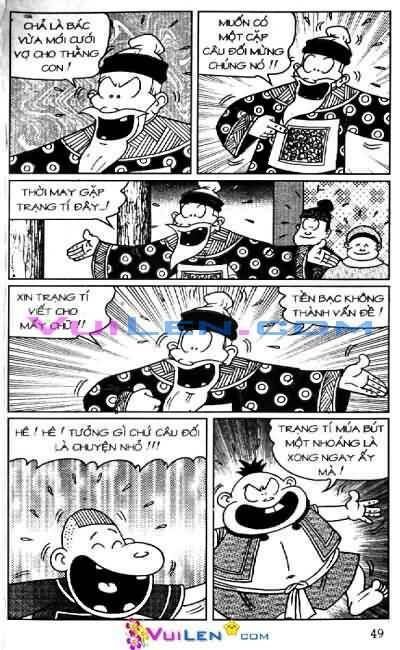 CHẢ LÀ BÁC
VỪA MỚI CƯỚI
VỢ CHO THẰNG
CON !
MUỐN CÓ
MỘT CẶP
CÂU ĐỐI MỪNG
CHÚNG NÓ !!
THỜI MAY GẶP
TRẠNG TÍ ĐÂY...!
XIN TRẠNG TÍ
VIẾT CHO
MẤY CHỮ !!
TIỀN BẠC KHÔNG
THÀNH VẤN ĐỀ !
VUILEN.COM
HÊ ! HÊ ! TƯỞNG GÌ CHỨ CÂU ĐỐI
LÀ CHUYỆN NHỎ !!!
TRẠNG TÍ MÚA BÚT
MỘT NHOÁNG LÀ
XONG NGAY ẤY
MÀ !
49
VUILEN.COM